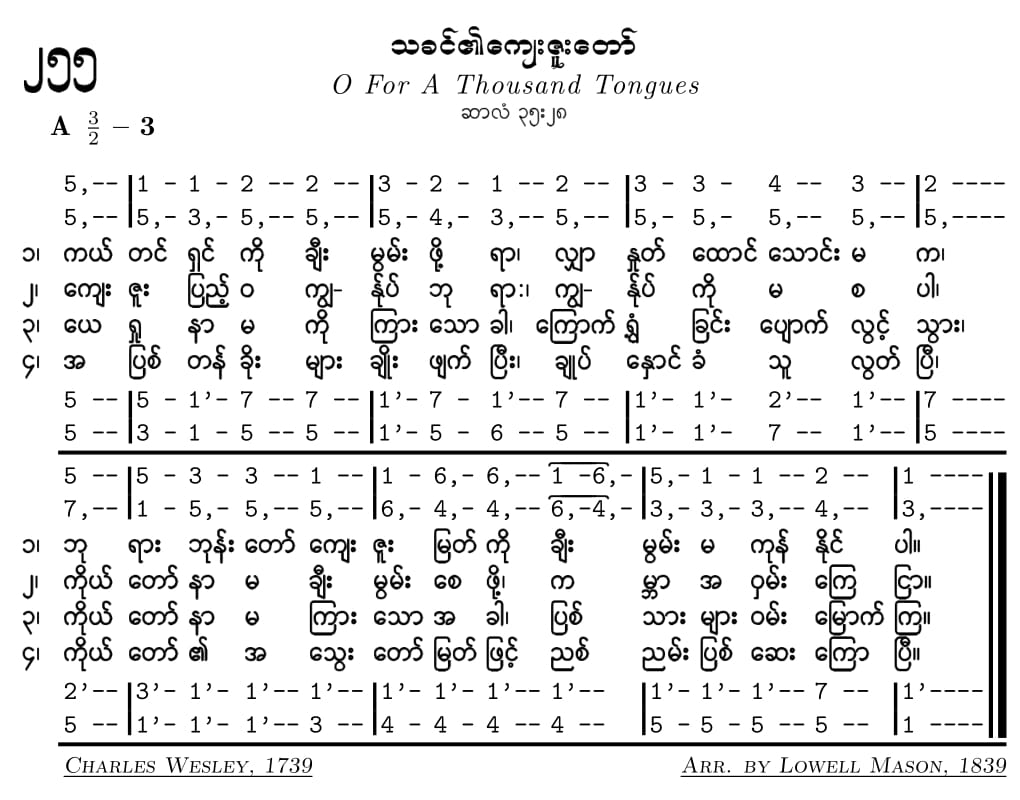 ၂၅၅
သခင်၏ကျေးဇူးတော်
O For A Thousand Tongues
ဆာလံ ၃၅း၂၈
A 3/2 – 3
5,-- |1 - 1 - 2 -- 2 -- |3 - 2 - 1 -- 2 -- |3 - 3 - 4 -- 3 -- |2 ----
5,-- |5,- 3,- 5,-- 5,-- |5,- 4,- 3,-- 5,-- |5,- 5,- 5,-- 5,-- |5,----
၁၊ ကယ် တင် ရှင် ကို ချီး မွမ်း ဖို့ ရာ၊ လျှာ နှုတ် ထောင် သောင်း မ က၊
၂၊ ကျေး ဇူး ပြည့် ဝ ကျွ- န်ုပ် ဘု ရား၊ ကျွ- န်ုပ် ကို မ စ ပါ၊
၃၊ ယေ ရှု နာ မ ကို ကြား သော ခါ၊ ကြောက် ရွှံ့ ခြင်း ပျောက် လွင့် သွား၊
၄၊ အ ပြစ် တန် ခိုး များ ချိုး ဖျက် ပြီး၊ ချုပ် နှောင် ခံ သူ လွတ် ပြီ၊
5 -- |5 - 1’- 7 -- 7 -- |1’- 7 - 1’-- 7 -- |1’- 1’- 2’-- 1’-- |7 ----
5 -- |3 - 1 - 5 -- 5 -- |1’- 5 - 6 -- 5 -- |1’- 1’- 7 -- 1’-- |5 ----
5 -- |5 - 3 - 3 -- 1 -- |1 - 6,- 6,-- 1 -6,- |5,- 1 - 1 -- 2 -- |1 ----
7,-- |1 - 5,- 5,-- 5,-- |6,- 4,- 4,-- 6,-4,- |3,- 3,- 3,-- 4,-- |3,----
၁၊ ဘု ရား ဘုန်း တော် ကျေး ဇူး မြတ် ကို ချီး မွမ်း မ ကုန် နိုင် ပါ။
၂၊ ကိုယ် တော် နာ မ ချီး မွမ်း စေ ဖို့၊ က မ္ဘာ အ ဝှမ်း ကြေ ငြာ။
၃၊ ကိုယ် တော် နာ မ ကြား သော အ ခါ၊ ပြစ် သား များ ဝမ်း မြောက် ကြ။
၄၊ ကိုယ် တော် ၏ အ သွေး တော် မြတ် ဖြင့် ညစ် ညမ်း ပြစ် ဆေး ကြော ပြီ။
2’-- |3’- 1’- 1’-- 1’-- |1’- 1’- 1’-- 1’-- |1’- 1’- 1’-- 7 -- |1’----
5 -- |1’- 1’- 1’-- 3 -- |4 - 4 - 4 -- 4 -- |5 - 5 - 5 -- 5 -- |1 ----
Charles Wesley, 1739
Arr. by Lowell Mason, 1839